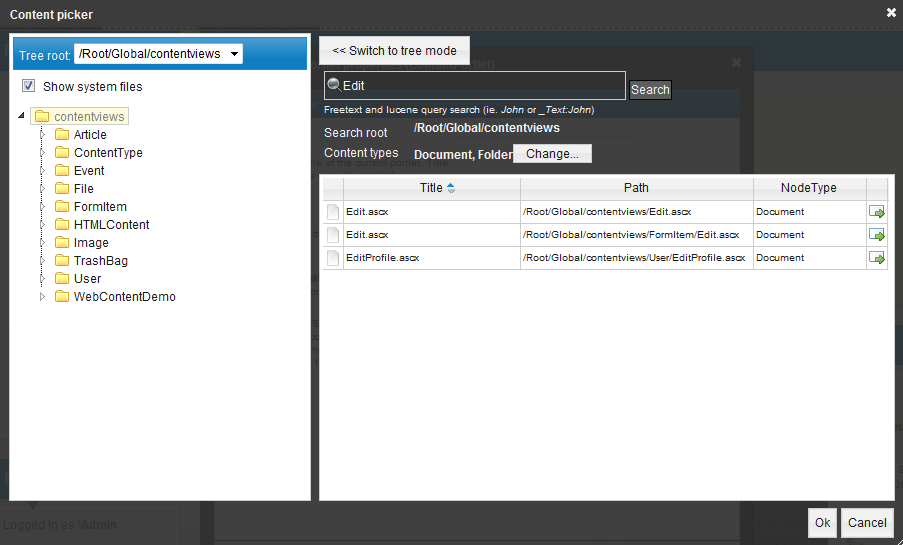 Content picker
Tree root: /Root/Global/contentviews
Show system files
contentviews
Article
ContentType
Event
File
FormItem
HTMLContent
Image
TrashBag
User
WebContentDemo
<< Switch to tree mode
Edit
Search
Freetext and lucene query search (ie. John or _Text:John)
Search root /Root/Global/contentviews
Content types Document, Folder Change...
Title Path NodeType
Edit.ascx /Root/Global/contentviews/Edit.ascx Document
Edit.ascx /Root/Global/contentviews/FormItem/Edit.ascx Document
EditProfile.ascx /Root/Global/contentviews/User/EditProfile.ascx Document
Ok Cancel
Logged in as \Admin